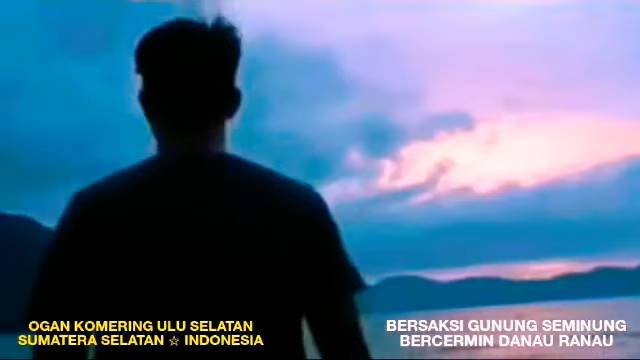 OGAN KOMERING ULU SELATAN
SUMATERA SELATAN ☆ INDONESIA
BERSAKSI GUNUNG SEMINUNG
BERCERMIN DANAU RANAU